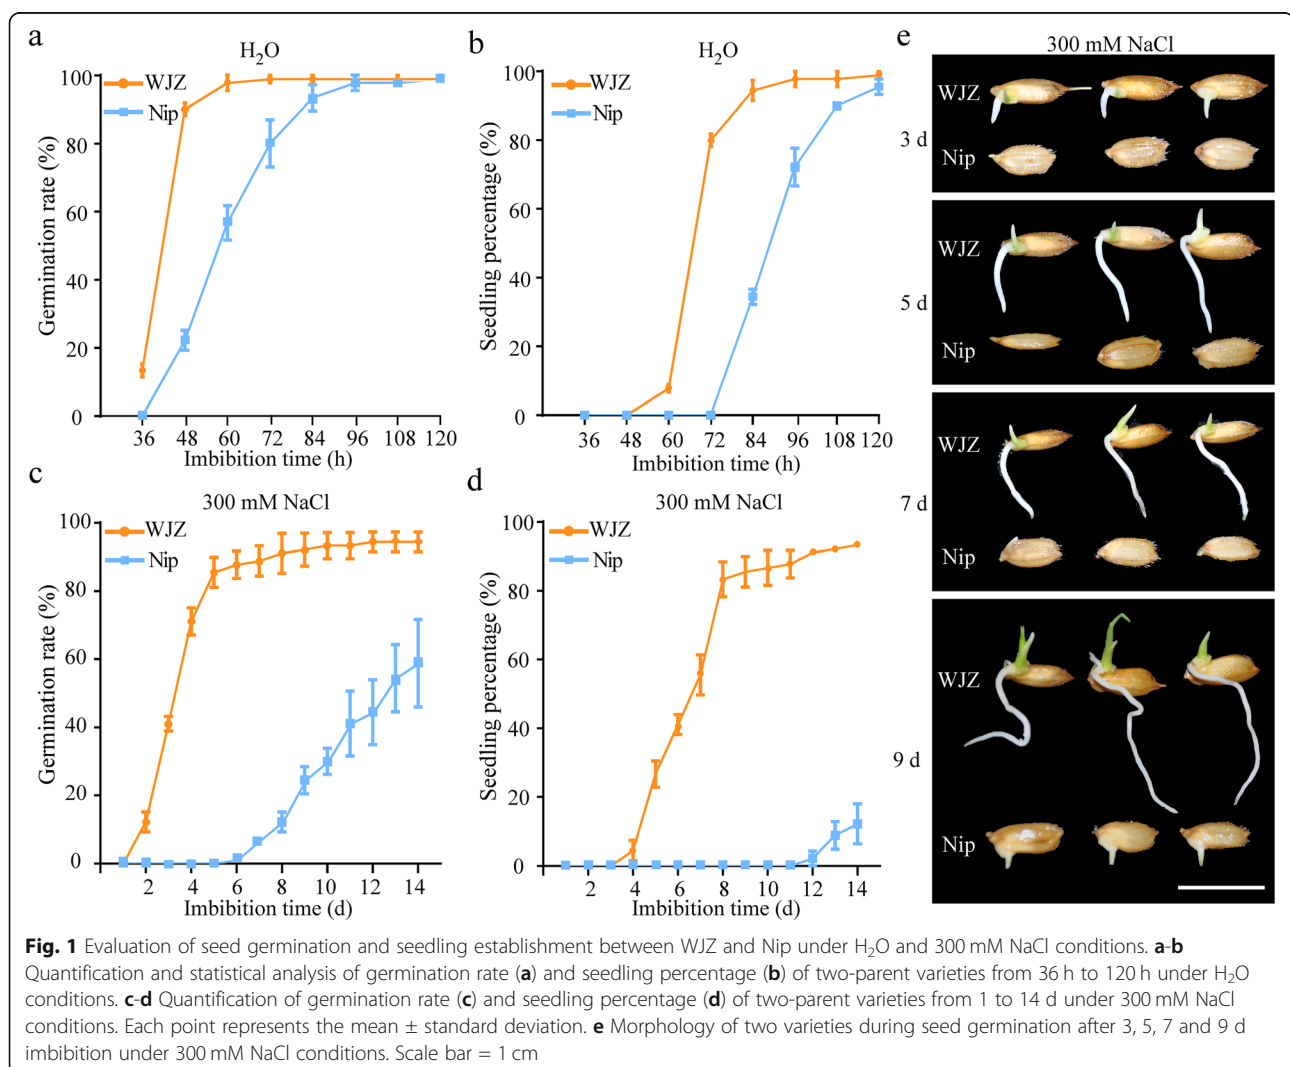 a
H₂O
WJZ
Nip
Germination rate (%)
100
80
60
40
20
0
36 48 60 72 84 96 108 120
Imbibition time (h)
b
H₂O
WJZ
Nip
Seedling percentage (%)
100
80
60
40
20
0
36 48 60 72 84 96 108 120
Imbibition time (h)
c
300 mM NaCl
WJZ
Nip
Germination rate (%)
100
80
60
40
20
0
2 4 6 8 10 12 14
Imbibition time (d)
d
300 mM NaCl
WJZ
Nip
Seedling percentage (%)
100
80
60
40
20
0
2 4 6 8 10 12 14
Imbibition time (d)
e
300 mM NaCl
3 d
WJZ
Nip
5 d
WJZ
Nip
7 d
WJZ
Nip
9 d
WJZ
Nip
Fig. 1 Evaluation of seed germination and seedling establishment between WJZ and Nip under H₂O and 300 mM NaCl conditions. a-b
Quantification and statistical analysis of germination rate (a) and seedling percentage (b) of two-parent varieties from 36 h to 120 h under H₂O
conditions. c-d Quantification of germination rate (c) and seedling percentage (d) of two-parent varieties from 1 to 14 d under 300 mM NaCl
conditions. Each point represents the mean ± standard deviation. e Morphology of two varieties during seed germination after 3, 5, 7 and 9 d
imbibition under 300 mM NaCl conditions. Scale bar = 1 cm